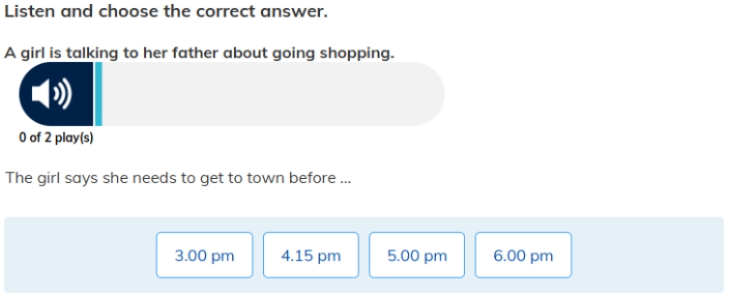 Listen and choose the correct answer.
A girl is talking to her father about going shopping.
0 of 2 play(s)
The girl says she needs to get to town before ...
3.00 pm 4.15 pm 5.00 pm 6.00 pm